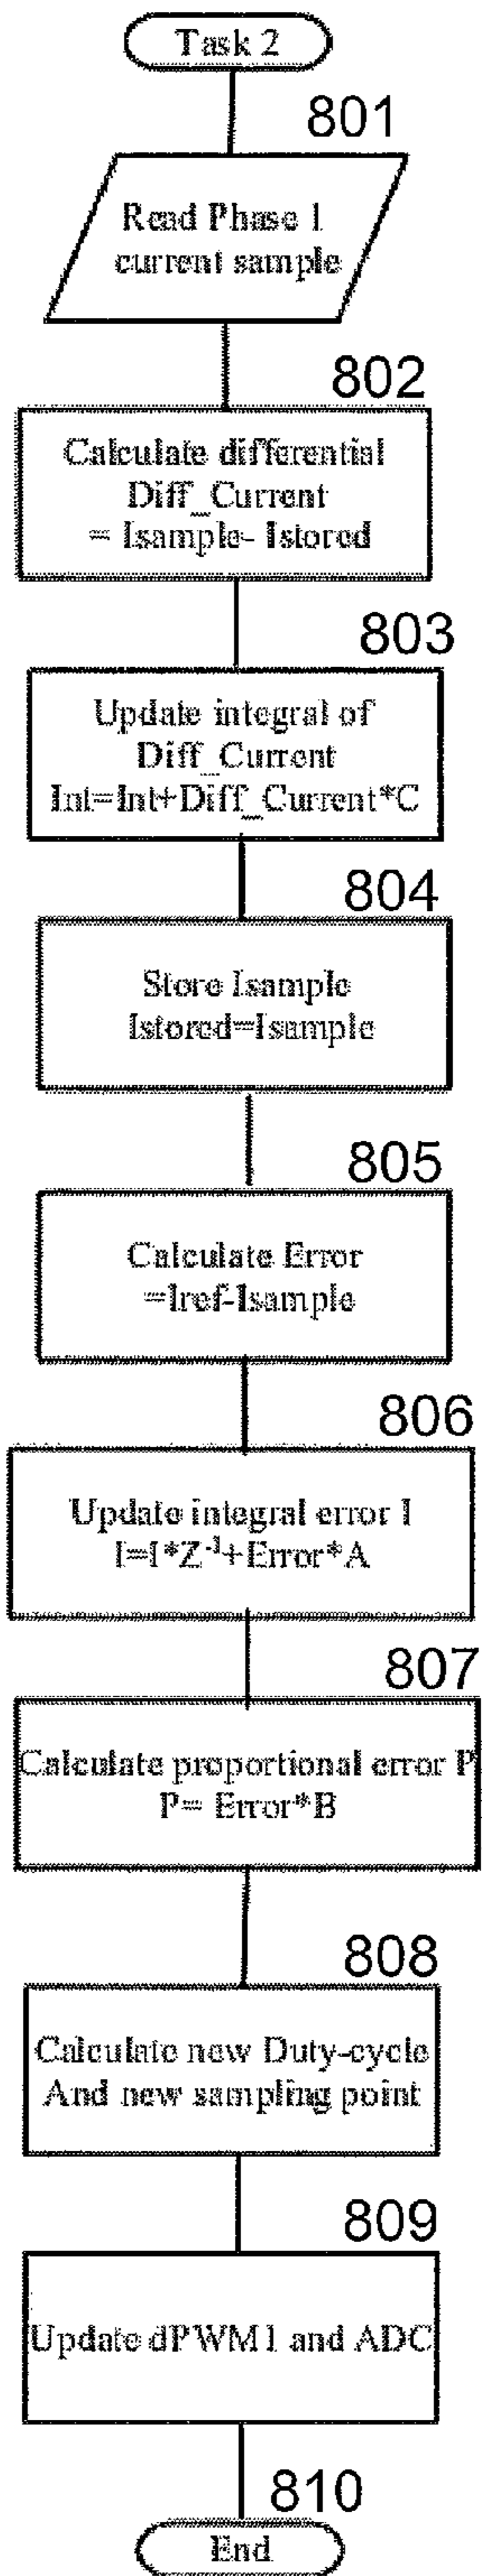 Task 2
801
Read Phase 1
current sample
802
Calculate differential
Diff_Current
= Isample- Istored
803
Update integral of
Diff_Current
Int=Int+Diff_Current*C
804
Store Isample
Istored=Isample
805
Calculate Error
=Iref-Isample
806
Update integral error I
I=I*Z⁻¹+Error*A
807
Calculate proportional error P
P= Error*B
808
Calculate new Duty-cycle
And new sampling point
809
Update dPWM1 and ADC
810
End